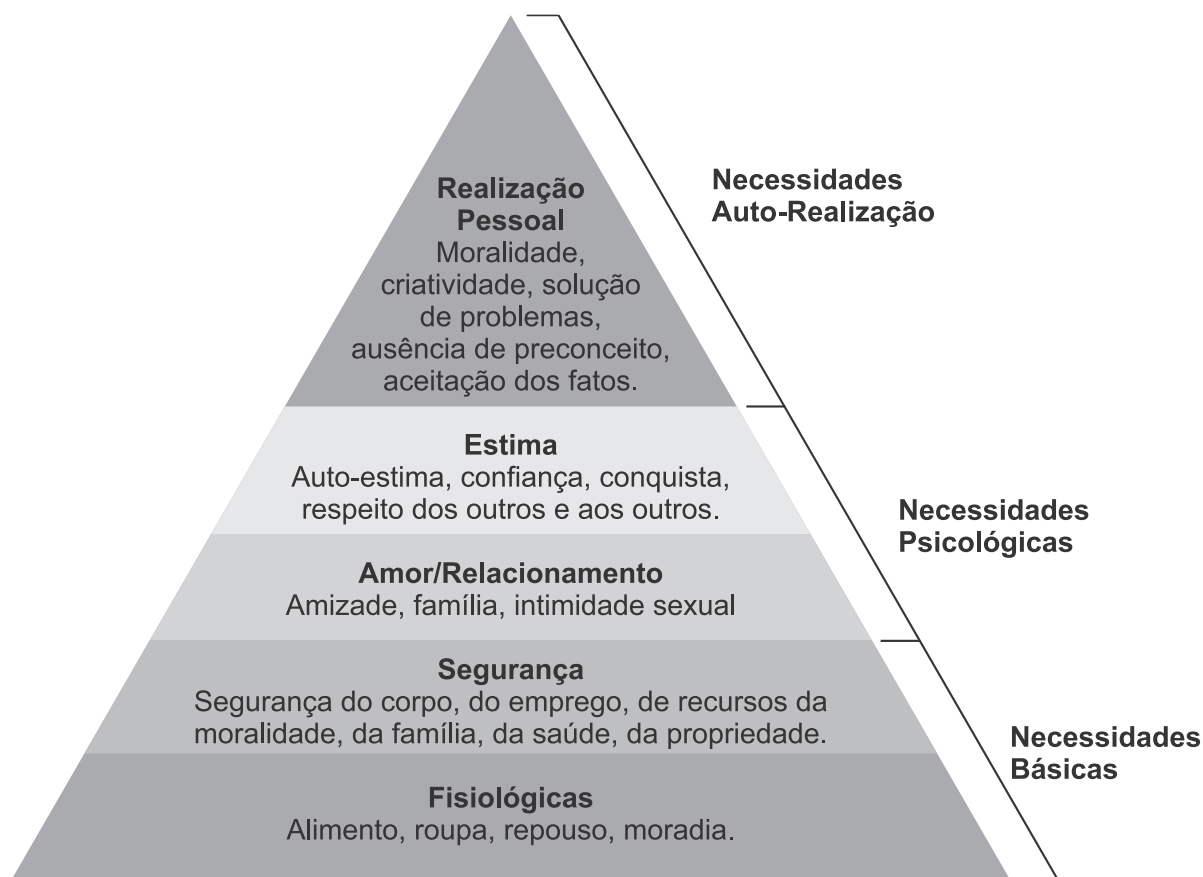 Realização
Pessoal
Moralidade,
criatividade, solução
de problemas,
ausência de preconceito,
aceitação dos fatos.
Necessidades
Auto-Realização
Estima
Auto-estima, confiança, conquista,
respeito dos outros e aos outros.
Amor/Relacionamento
Amizade, família, intimidade sexual
Necessidades
Psicológicas
Segurança
Segurança do corpo, do emprego, de recursos da
moralidade, da família, da saúde, da propriedade.
Fisiológicas
Alimento, roupa, repouso, moradia.
Necessidades
Básicas